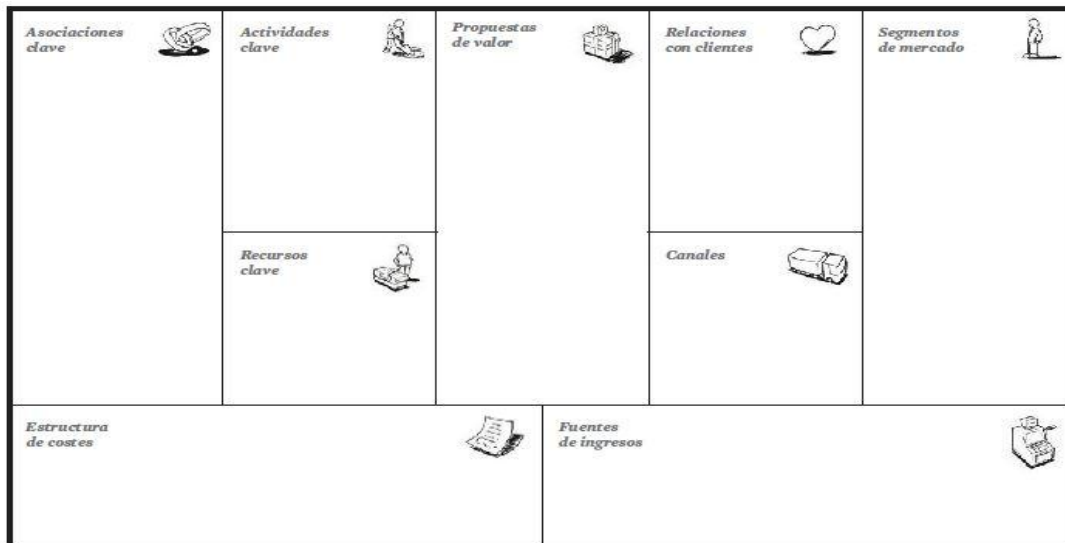 Asociaciones
clave
Actividades
clave
Propuestas
de valor
Relaciones
con clientes
Segmentos
de mercado
Recursos
clave
Canales
Estructura
de costes
Fuentes
de ingresos